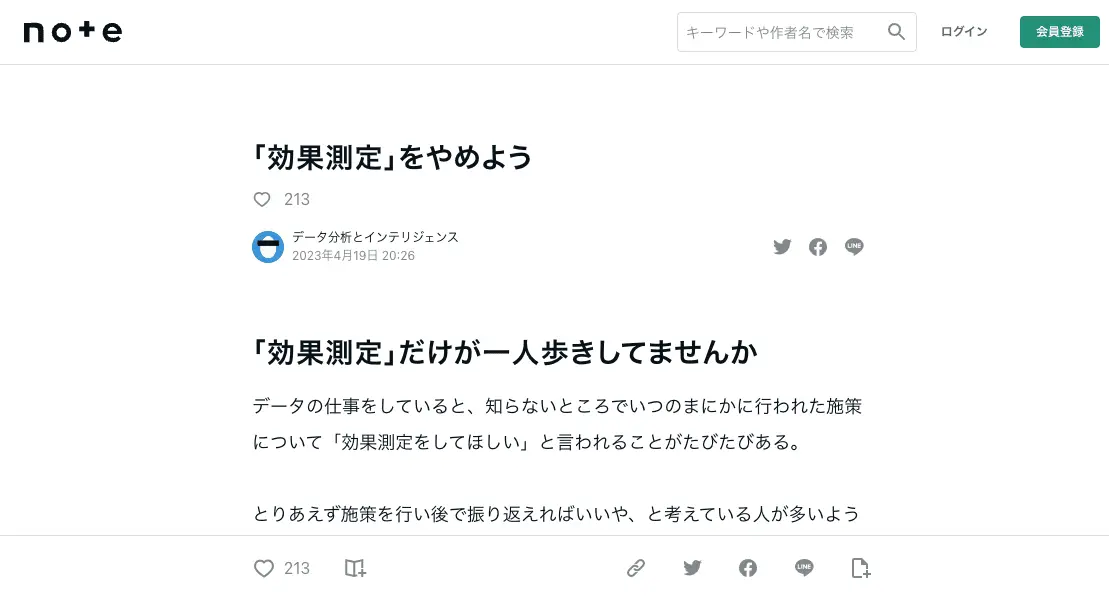 note
キーワードや作者名で検索
ログイン
会員登録
「効果測定」をやめよう
213
データ分析とインテリジェンス
2023年4月19日 20:26
LINE
「効果測定」だけが一人歩きしてませんか
データの仕事をしていると、知らないところでいつのまにかに行われた施策
について「効果測定をしてほしい」と言われることがたびたびある。
とりあえず施策を行い後で振り返ればいいや、と考えている人が多いよう
213
LINE